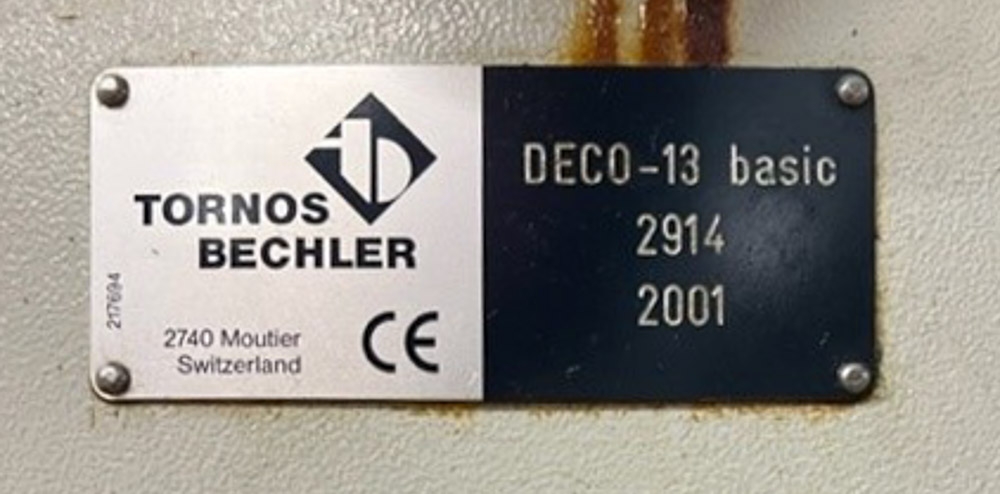 TORNOS
BECHLER
217694
2740 Moutier
Switzerland
CE
DECO-13 basic
2914
2001